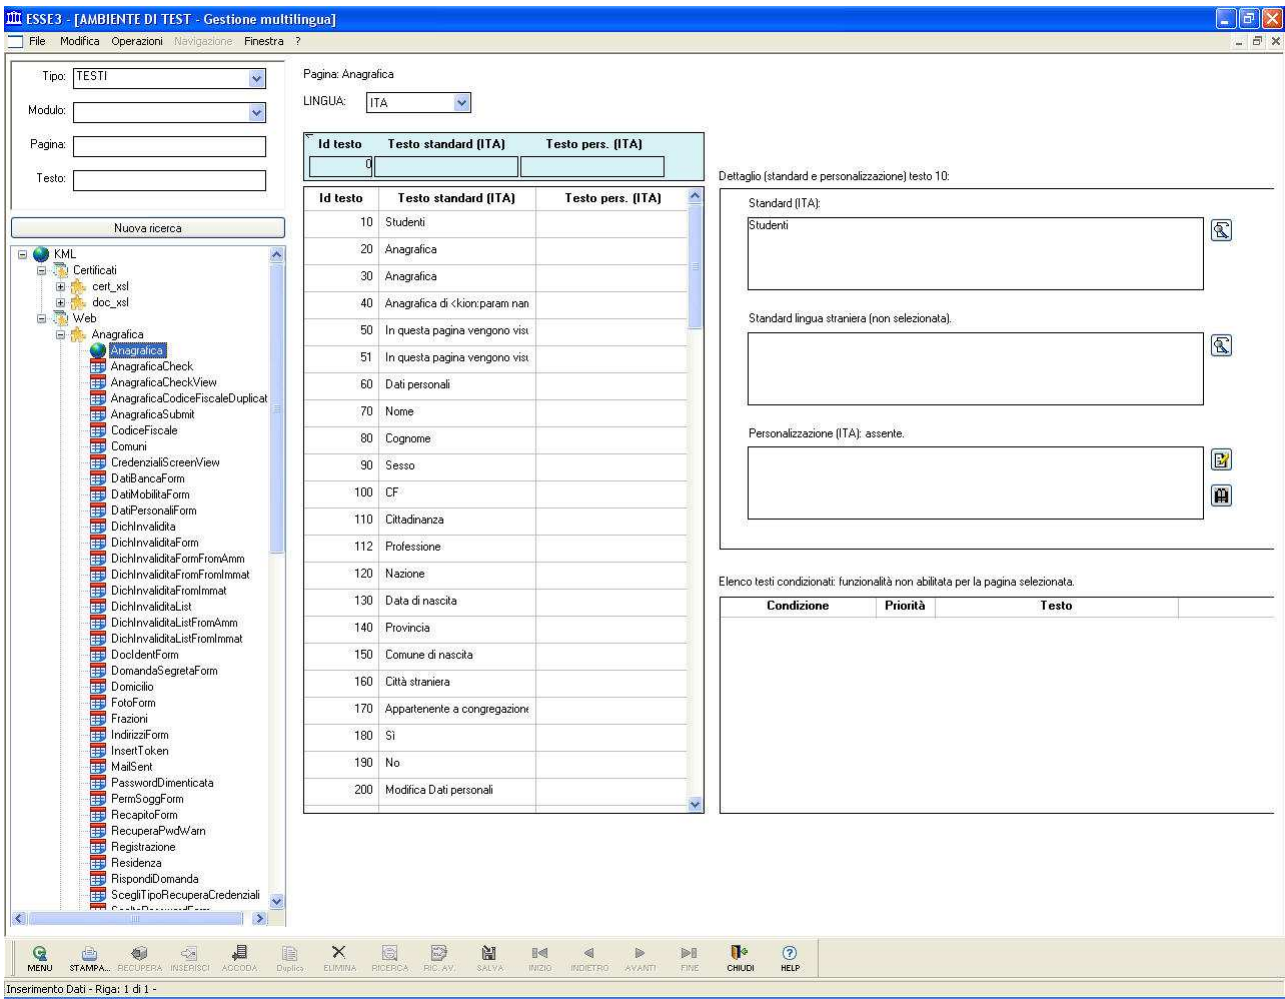 ESSE3 - [AMBIENTE DI TEST - Gestione multilingua]
File Modifica Operazioni Navigazione Finestra ?
Tipo: TESTI
Modulo:
Pagina:
Testo:
Nuova ricerca
KML
Certificati
cert_xsl
doc_xsl
Web
Anagrafica
Anagrafica
AnagraficaCheck
AnagraficaCheckView
AnagraficaCodiceFiscaleDuplicat
AnagraficaSubmit
CodiceFiscale
Comuni
CredenzialiScreenView
DatiBancaForm
DatiMobilitaForm
DatiPersonaliForm
DichInvalidita
DichInvaliditaForm
DichInvaliditaFormFromAmm
DichInvaliditaFromFromImmat
DichInvaliditaFromImmat
DichInvaliditaList
DichInvaliditaListFromAmm
DichInvaliditaListFromImmat
DocIdentForm
DomandaSegretaForm
Domicilio
FotoForm
Frazioni
IndirizziForm
InsertToken
MailSent
PasswordDimenticata
PermSoggForm
RecapitoForm
RecuperaPwdWarn
Registrazione
Residenza
RispondiDomanda
ScegliTipoRecuperaCredenziali
Pagina: Anagrafica
LINGUA: ITA
Id testo Testo standard (ITA) Testo pers. (ITA)
0
Id testo Testo standard (ITA) Testo pers. (ITA)
10 Studenti
20 Anagrafica
30 Anagrafica
40 Anagrafica di <kion:param nan
50 In questa pagina vengono visu
51 In questa pagina vengono visu
60 Dati personali
70 Nome
80 Cognome
90 Sesso
100 CF
110 Cittadinanza
112 Professione
120 Nazione
130 Data di nascita
140 Provincia
150 Comune di nascita
160 Città straniera
170 Appartenente a congregazione
180 Sì
190 No
200 Modifica Dati personali
Dettaglio (standard e personalizzazione) testo 10:
Standard (ITA):
Studenti
Standard lingua straniera (non selezionata).
Personalizzazione (ITA): assente.
Elenco testi condizionati: funzionalità non abilitata per la pagina selezionata.
Condizione Priorità Testo
MENU STAMPA... RECUPERA INSERISCI ACCODA Duplica ELIMINA RICERCA RIC. AV. SALVA INIZIO INDIETRO AVANTI FINE CHIUDI HELP
Inserimento Dati - Riga: 1 di 1 -